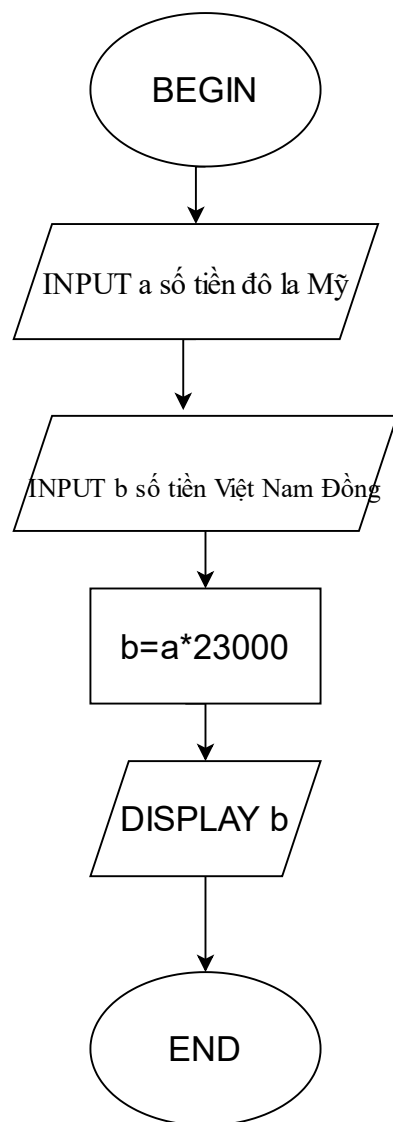 BEGIN
INPUT a số tiền đô la Mỹ
INPUT b số tiền Việt Nam Đồng
b=a*23000
DISPLAY b
END